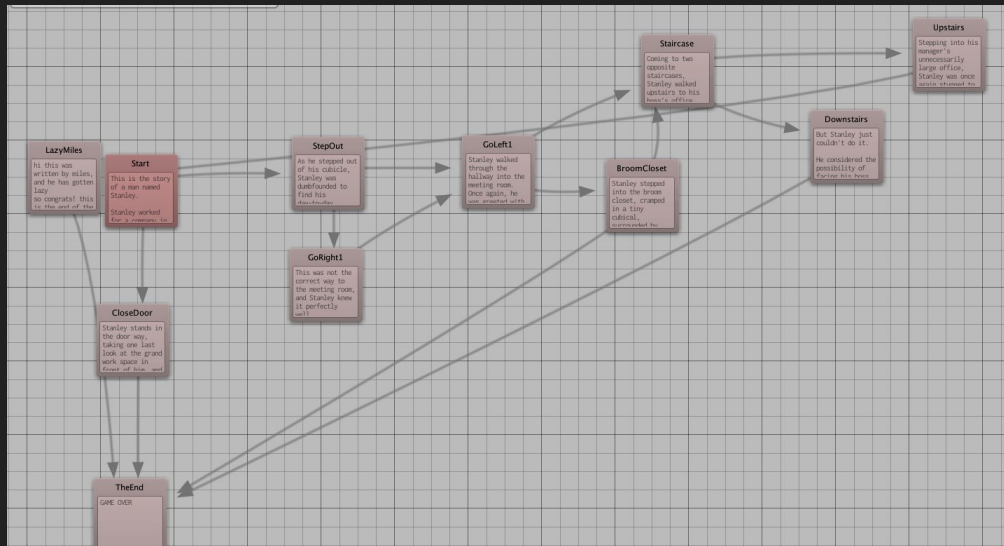 Upstairs
Stepping into his
manager's
unnecessarily
large office,
Stanley was once
again stunned to
Staircase
Coming to two
opposite
staircases,
Stanley walked
upstairs to his
boss's office
Downstairs
But Stanley just
couldn't do it.
He considered the
possibility of
facing his boss
LazyMiles
hi this was
written by miles,
and he has gotten
lazy
so congrats! this
is the end of the
Start
This is the story
of a man named
Stanley.
Stanley worked
for a company in
StepOut
As he stepped out
of his cubicle,
Stanley was
dumbfounded to
find his
GoLeft1
Stanley walked
through the
hallway into the
meeting room.
Once again, he
was greeted with
BroomCloset
Stanley stepped
into the broom
closet, cramped
in a tiny
cubical,
surrounded by
GoRight1
This was not the
correct way to
the meeting room,
and Stanley knew
it perfectly
well
CloseDoor
Stanley stands in
the door way,
taking one last
look at the grand
work space in
front of him, and
TheEnd
GAME OVER